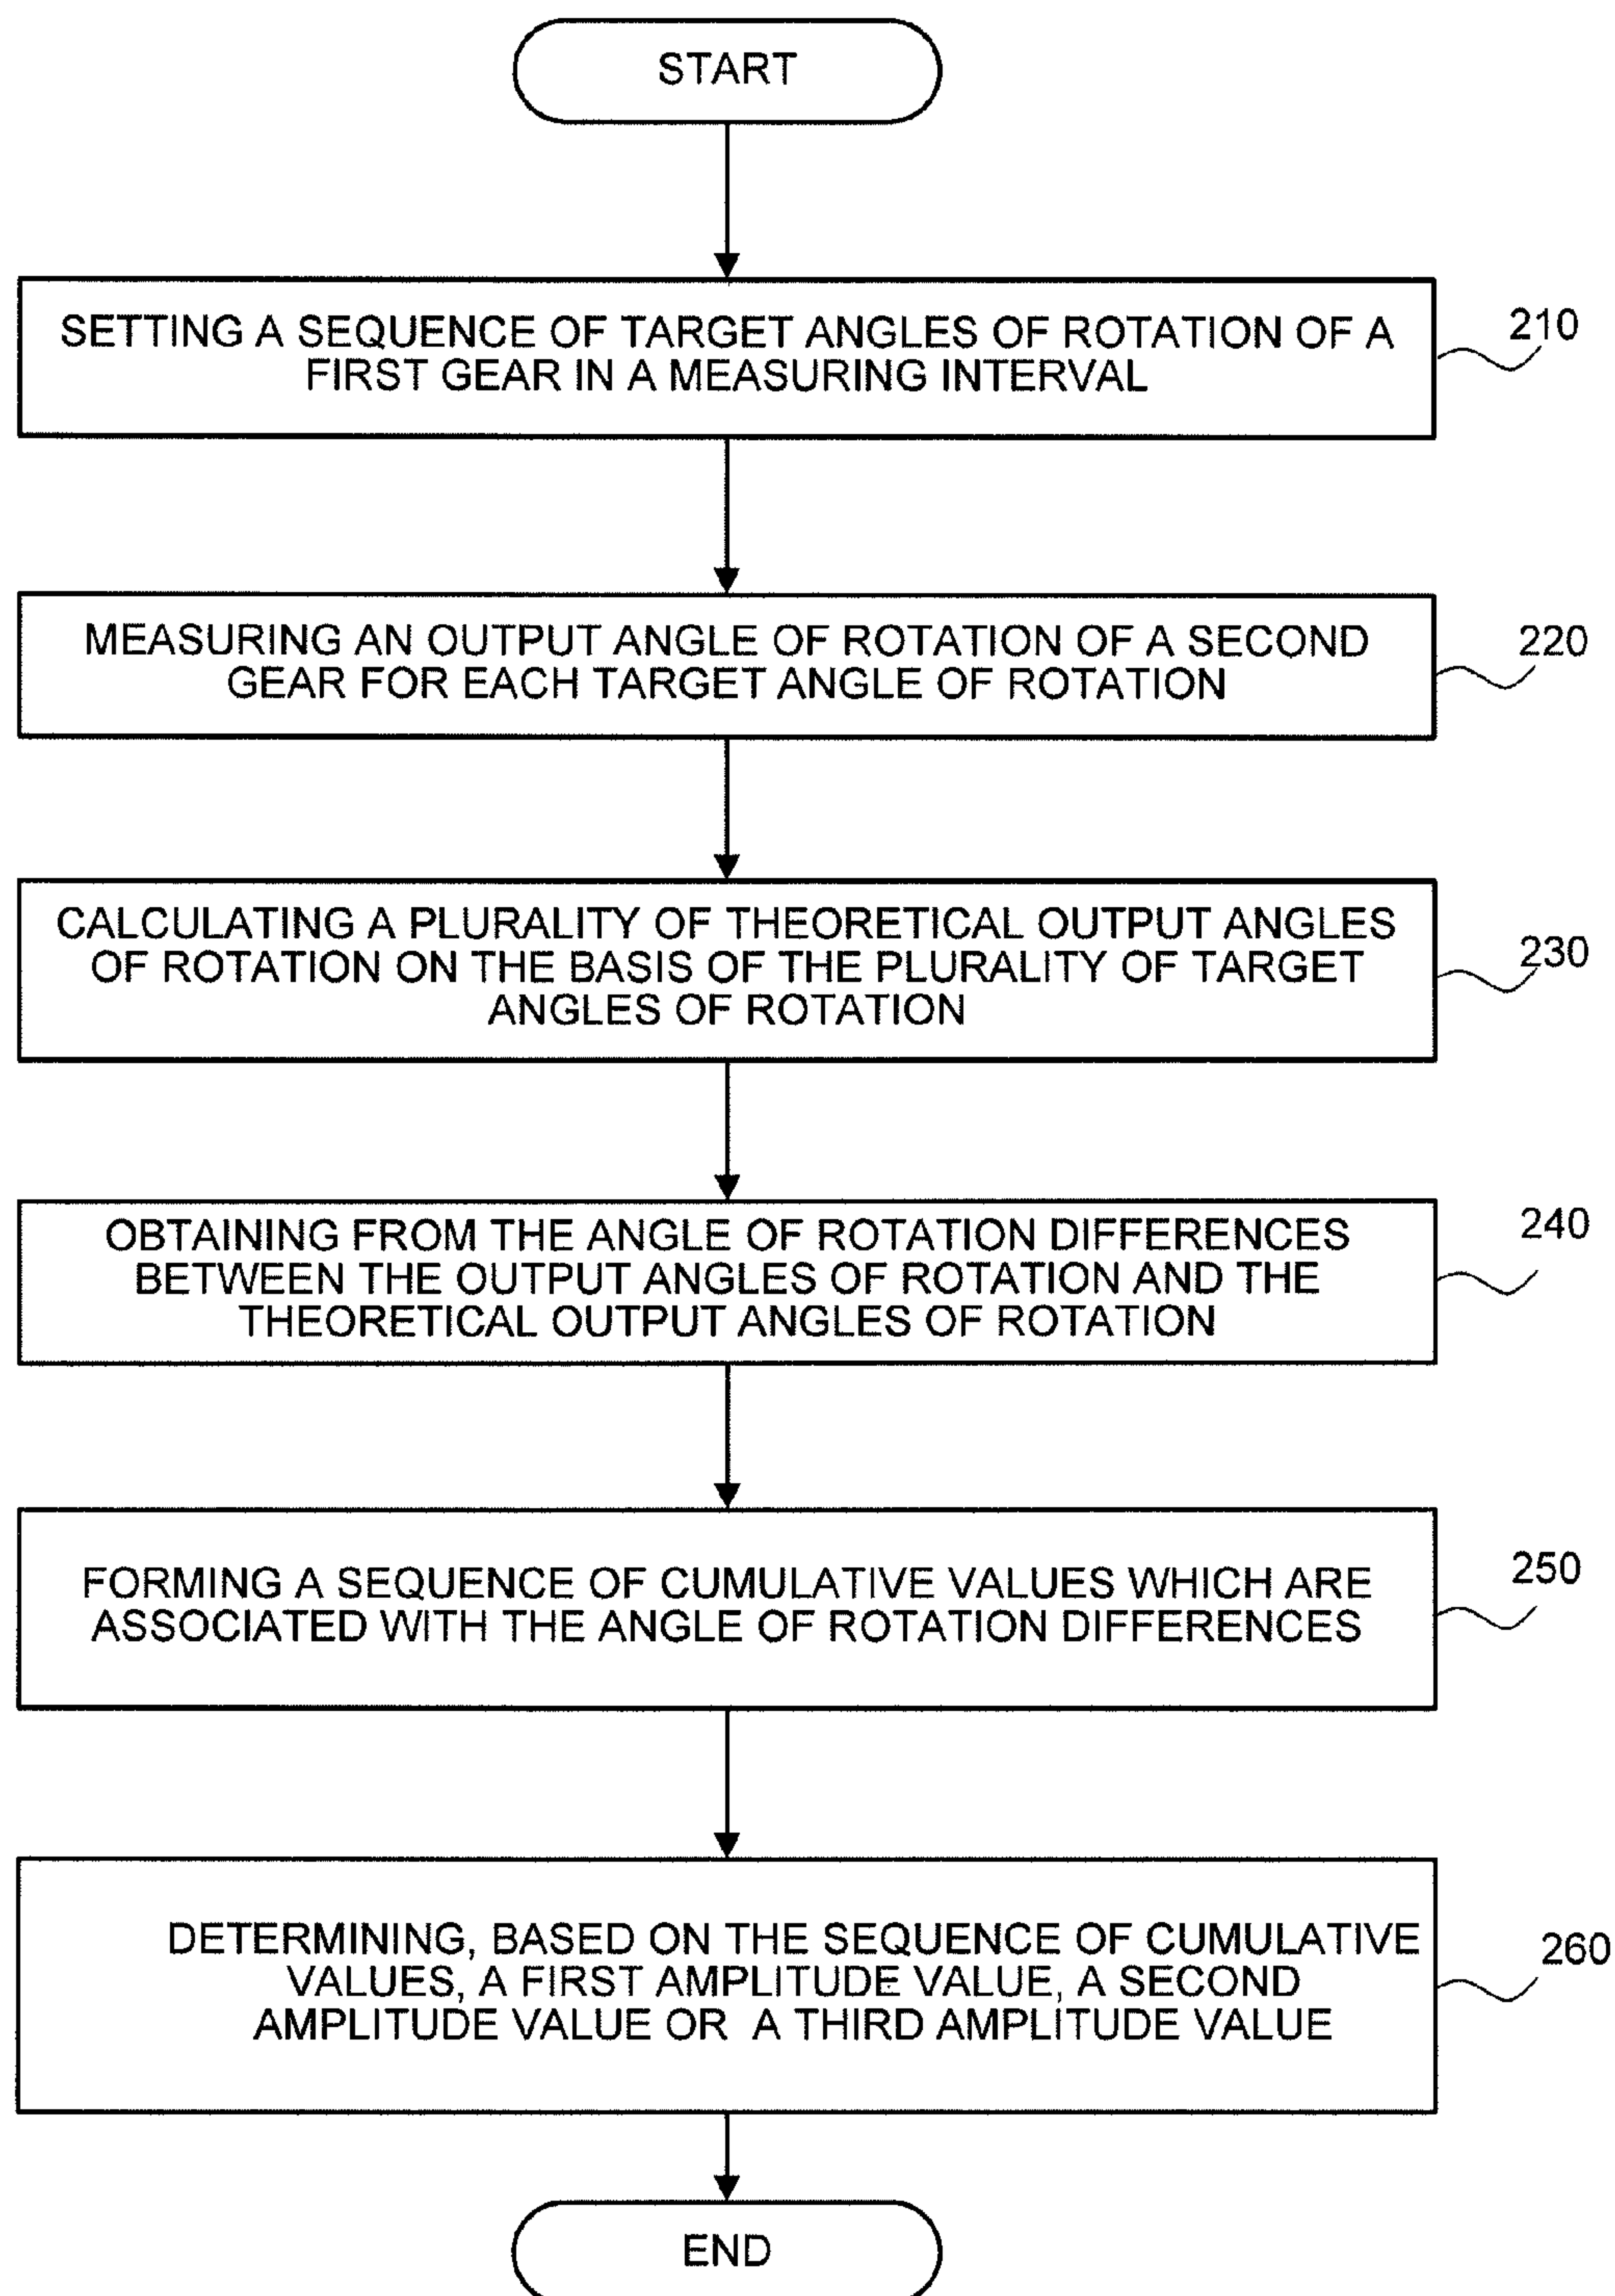 START
SETTING A SEQUENCE OF TARGET ANGLES OF ROTATION OF A
FIRST GEAR IN A MEASURING INTERVAL
210
MEASURING AN OUTPUT ANGLE OF ROTATION OF A SECOND
GEAR FOR EACH TARGET ANGLE OF ROTATION
220
CALCULATING A PLURALITY OF THEORETICAL OUTPUT ANGLES
OF ROTATION ON THE BASIS OF THE PLURALITY OF TARGET
ANGLES OF ROTATION
230
OBTAINING FROM THE ANGLE OF ROTATION DIFFERENCES
BETWEEN THE OUTPUT ANGLES OF ROTATION AND THE
THEORETICAL OUTPUT ANGLES OF ROTATION
240
FORMING A SEQUENCE OF CUMULATIVE VALUES WHICH ARE
ASSOCIATED WITH THE ANGLE OF ROTATION DIFFERENCES
250
DETERMINING, BASED ON THE SEQUENCE OF CUMULATIVE
VALUES, A FIRST AMPLITUDE VALUE, A SECOND
AMPLITUDE VALUE OR A THIRD AMPLITUDE VALUE
260
END